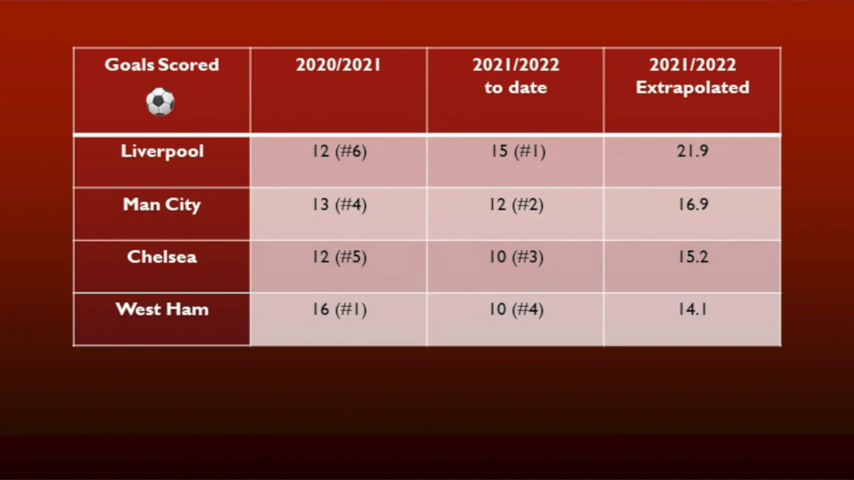 Goals Scored 2020/2021 2021/2022 2021/2022
to date Extrapolated
Liverpool 12 (#6) 15 (#1) 21.9
Man City 13 (#4) 12 (#2) 16.9
Chelsea 12 (#5) 10 (#3) 15.2
West Ham 16 (#1) 10 (#4) 14.1